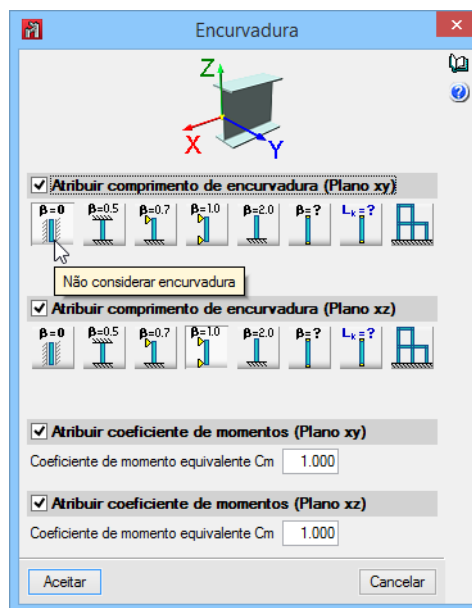 Encurvadura
Z
X
Y
Atribuir comprimento de encurvadura (Plano xy)
β=0 β=0.5 β=0.7 β=1.0 β=2.0 β=? Lk=?
Não considerar encurvadura
Atribuir comprimento de encurvadura (Plano xz)
β=0 β=0.5 β=0.7 β=1.0 β=2.0 β=? Lk=?
Atribuir coeficiente de momentos (Plano xy)
Coeficiente de momento equivalente Cm 1.000
Atribuir coeficiente de momentos (Plano xz)
Coeficiente de momento equivalente Cm 1.000
Aceitar Cancelar